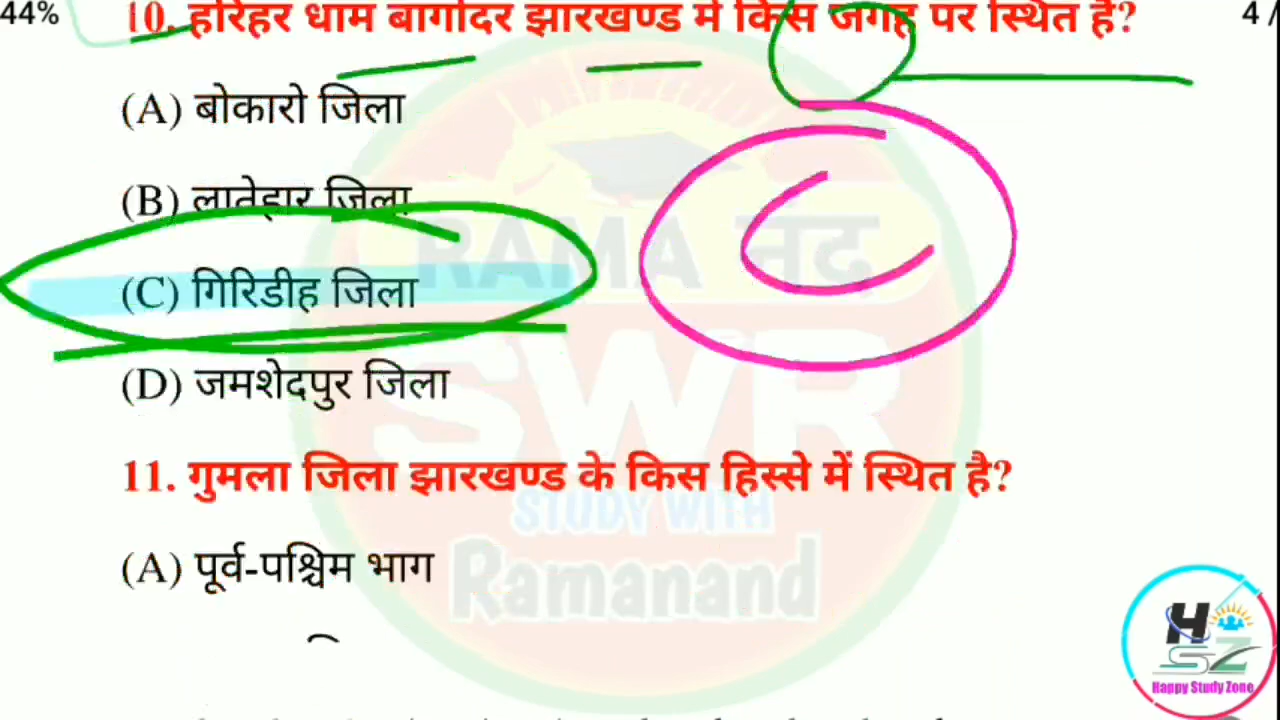 44%
10. हरिहर धाम बागोदर झारखण्ड में किस जगह पर स्थित है?
4 /
(A) बोकारो जिला
(B) लातेहार जिला
(C) गिरिडीह जिला
(D) जमशेदपुर जिला
11. गुमला जिला झारखण्ड के किस हिस्से में स्थित है?
(A) पूर्व-पश्चिम भाग
RAMA नंद
SWR
STUDY WITH
Ramanand
C
HSZ
Happy Study Zone